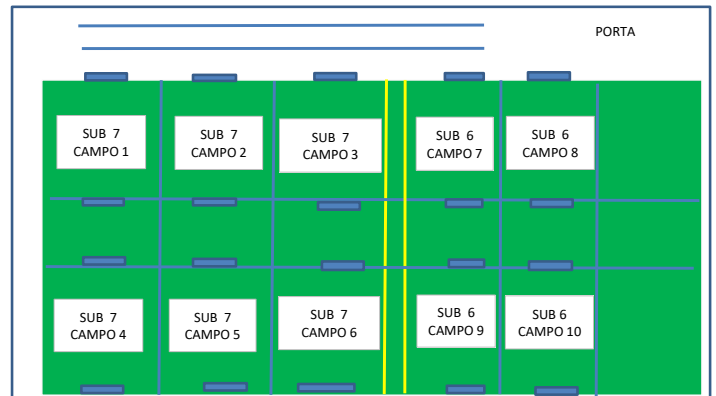 PORTA
SUB 7
CAMPO 1
SUB 7
CAMPO 2
SUB 7
CAMPO 3
SUB 6
CAMPO 7
SUB 6
CAMPO 8
SUB 7
CAMPO 4
SUB 7
CAMPO 5
SUB 7
CAMPO 6
SUB 6
CAMPO 9
SUB 6
CAMPO 10